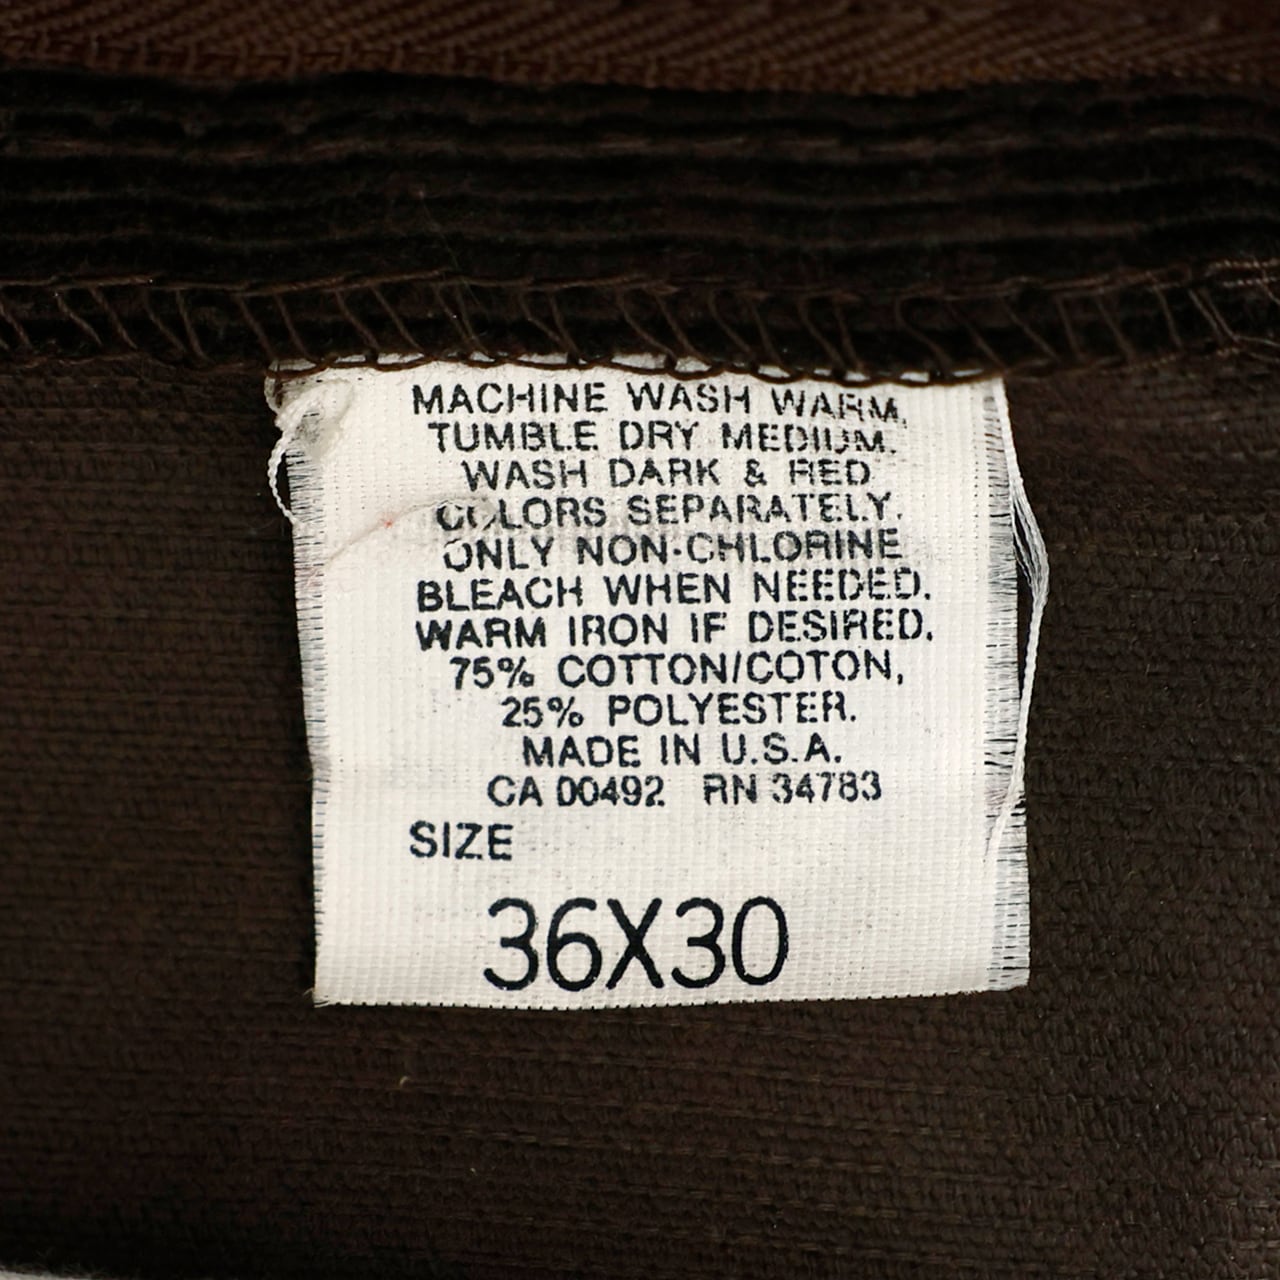 MACHINE WASH WARM,
TUMBLE DRY MEDIUM.
WASH DARK & RED
COLORS SEPARATELY.
ONLY NON-CHLORINE
BLEACH WHEN NEEDED.
WARM IRON IF DESIRED.
75% COTTON/COTON,
25% POLYESTER.
MADE IN U.S.A.
CA 00492 RN 34783
SIZE
36X30